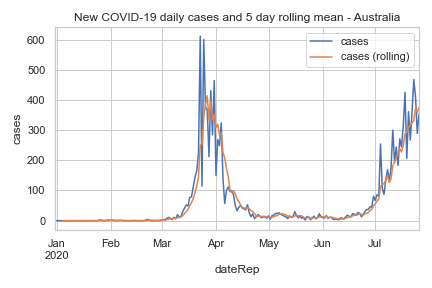 New COVID-19 daily cases and 5 day rolling mean - Australia
cases
cases (rolling)
600
500
400
300
200
100
0
cases
Jan
2020
Feb
Mar
Apr
May
Jun
Jul
dateRep